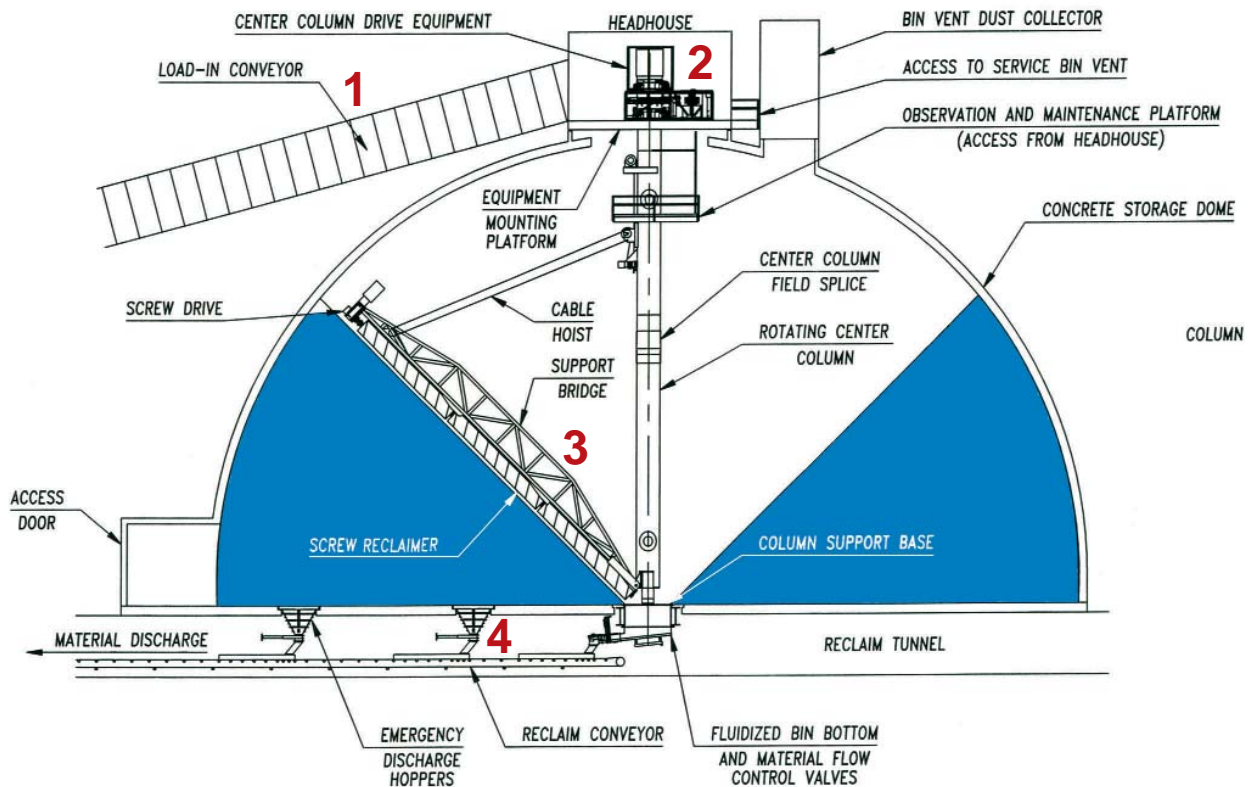 CENTER COLUMN DRIVE EQUIPMENT
HEADHOUSE
BIN VENT DUST COLLECTOR
LOAD-IN CONVEYOR
1
2
ACCESS TO SERVICE BIN VENT
OBSERVATION AND MAINTENANCE PLATFORM
(ACCESS FROM HEADHOUSE)
EQUIPMENT
MOUNTING
PLATFORM
CONCRETE STORAGE DOME
CENTER COLUMN
FIELD SPLICE
SCREW DRIVE
CABLE
HOIST
ROTATING CENTER
COLUMN
COLUMN
SUPPORT
BRIDGE
3
ACCESS
DOOR
SCREW RECLAIMER
COLUMN SUPPORT BASE
MATERIAL DISCHARGE
4
RECLAIM TUNNEL
EMERGENCY
DISCHARGE
HOPPERS
RECLAIM CONVEYOR
FLUIDIZED BIN BOTTOM
AND MATERIAL FLOW
CONTROL VALVES